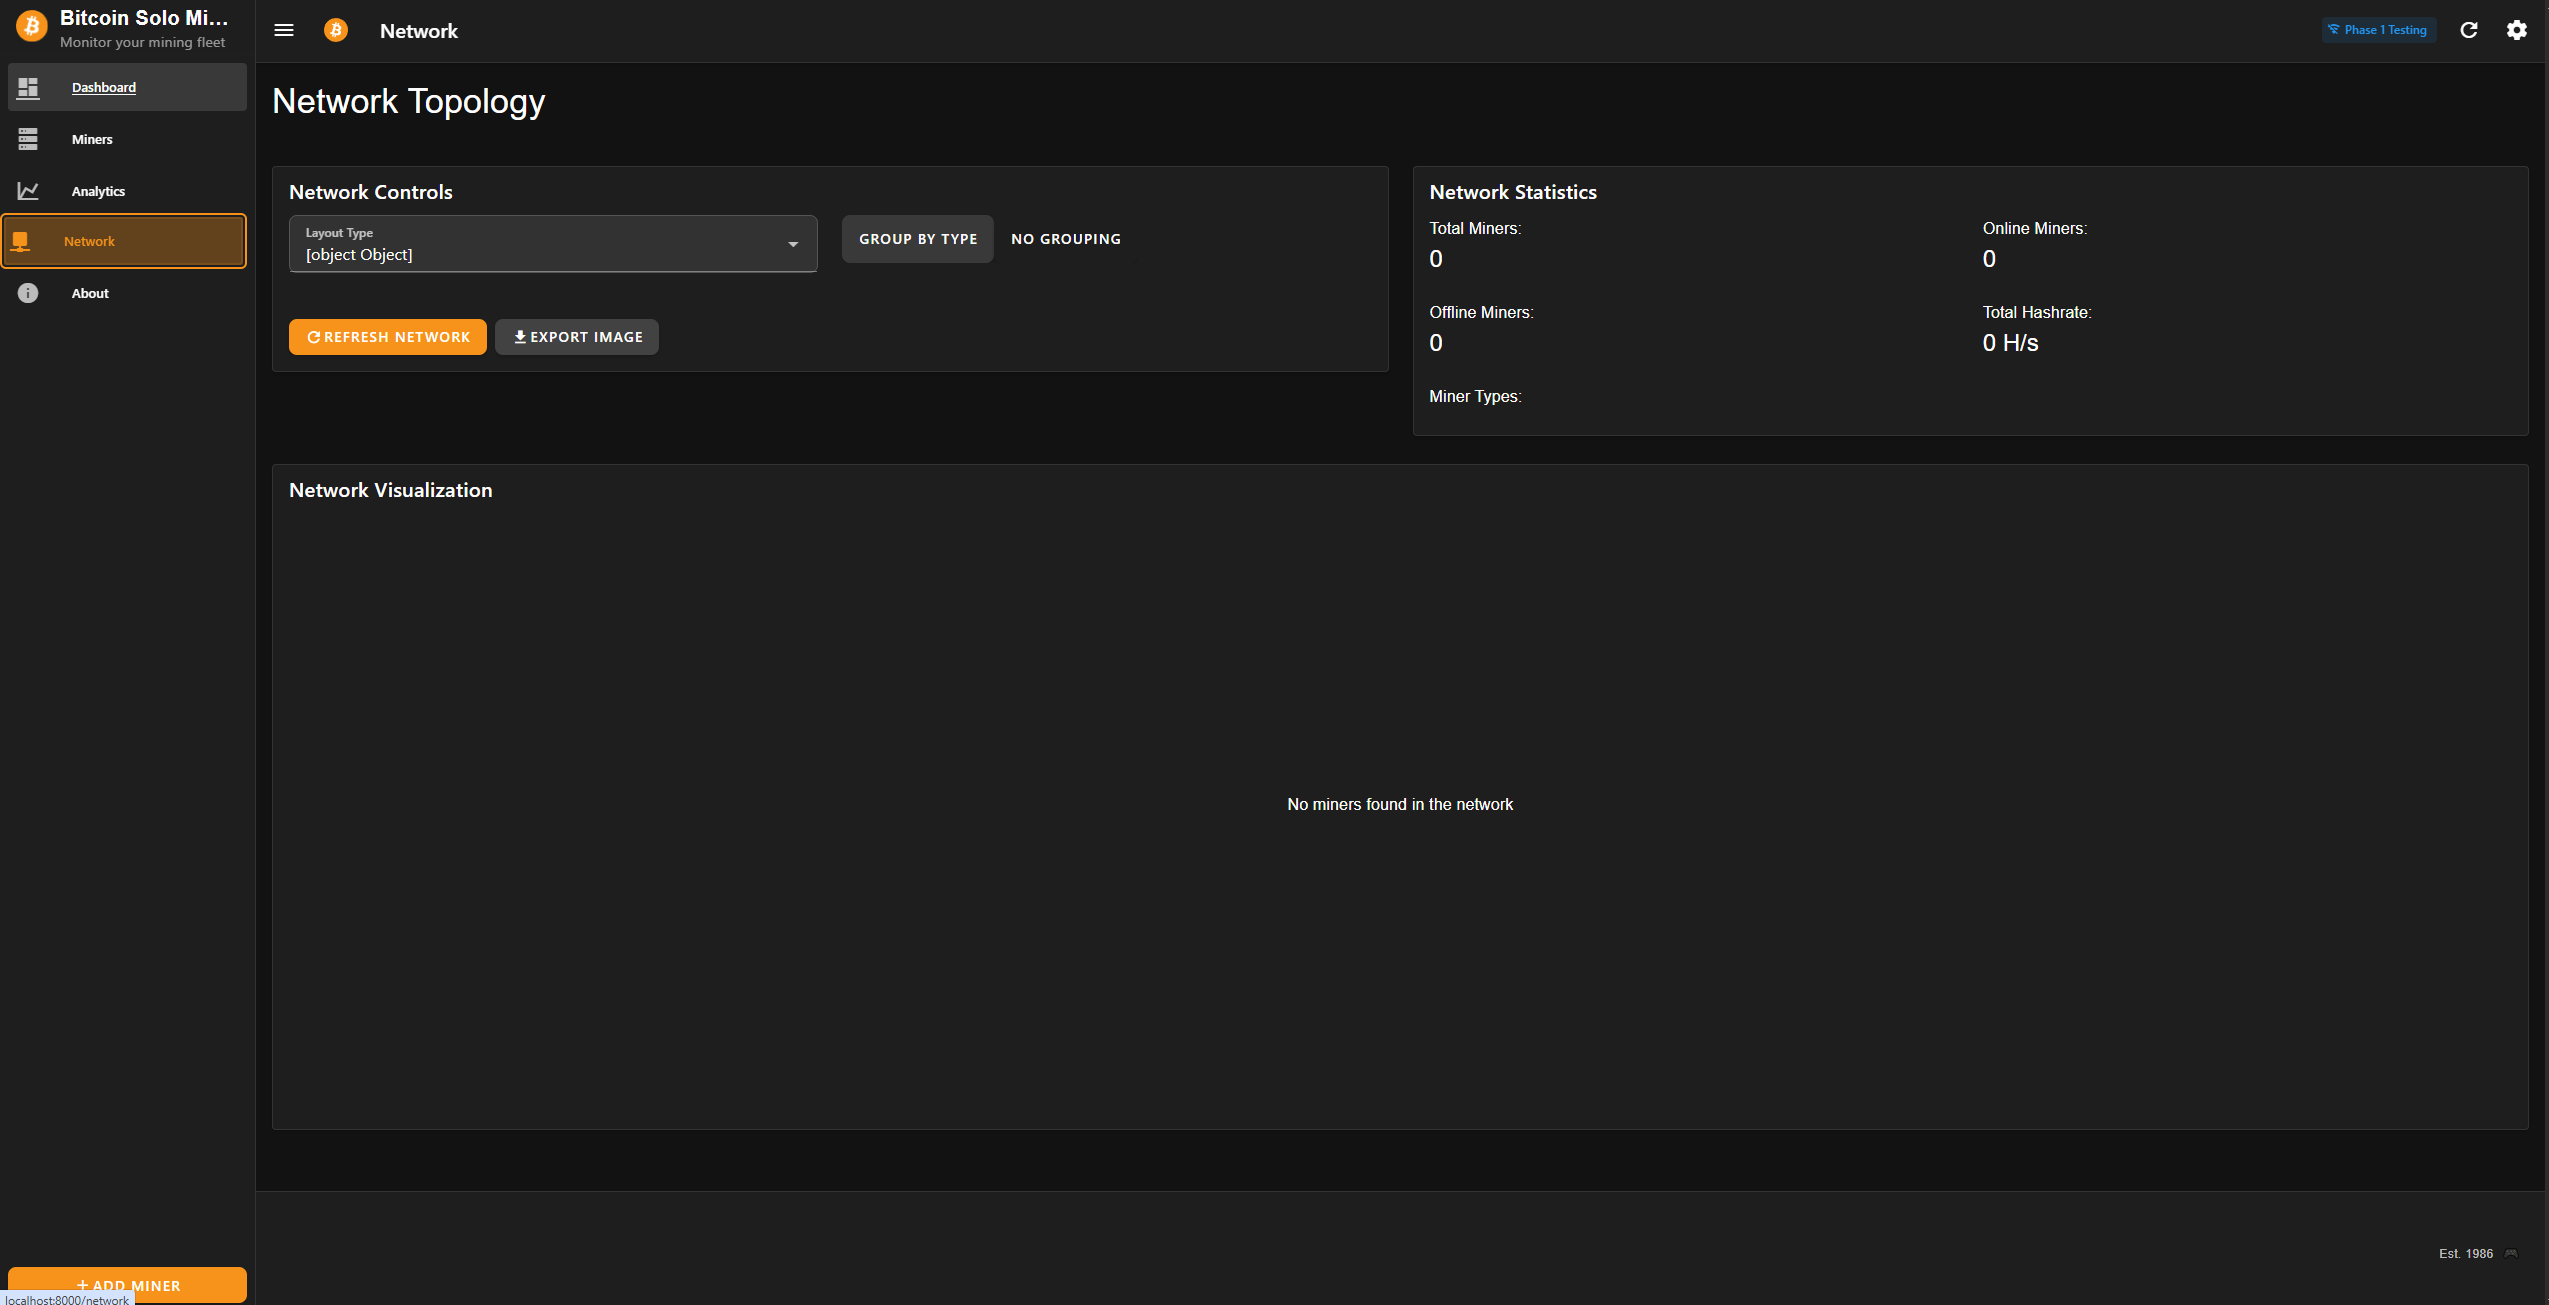 Bitcoin Solo Mi...
Monitor your mining fleet
Dashboard
Miners
Analytics
Network
About
+ ADD MINER
localhost:8000/network
Network
Phase 1 Testing
Network Topology
Network Controls
Layout Type
[object Object]
GROUP BY TYPE
NO GROUPING
REFRESH NETWORK
EXPORT IMAGE
Network Statistics
Total Miners:
0
Online Miners:
0
Offline Miners:
0
Total Hashrate:
0 H/s
Miner Types:
Network Visualization
No miners found in the network
Est. 1986